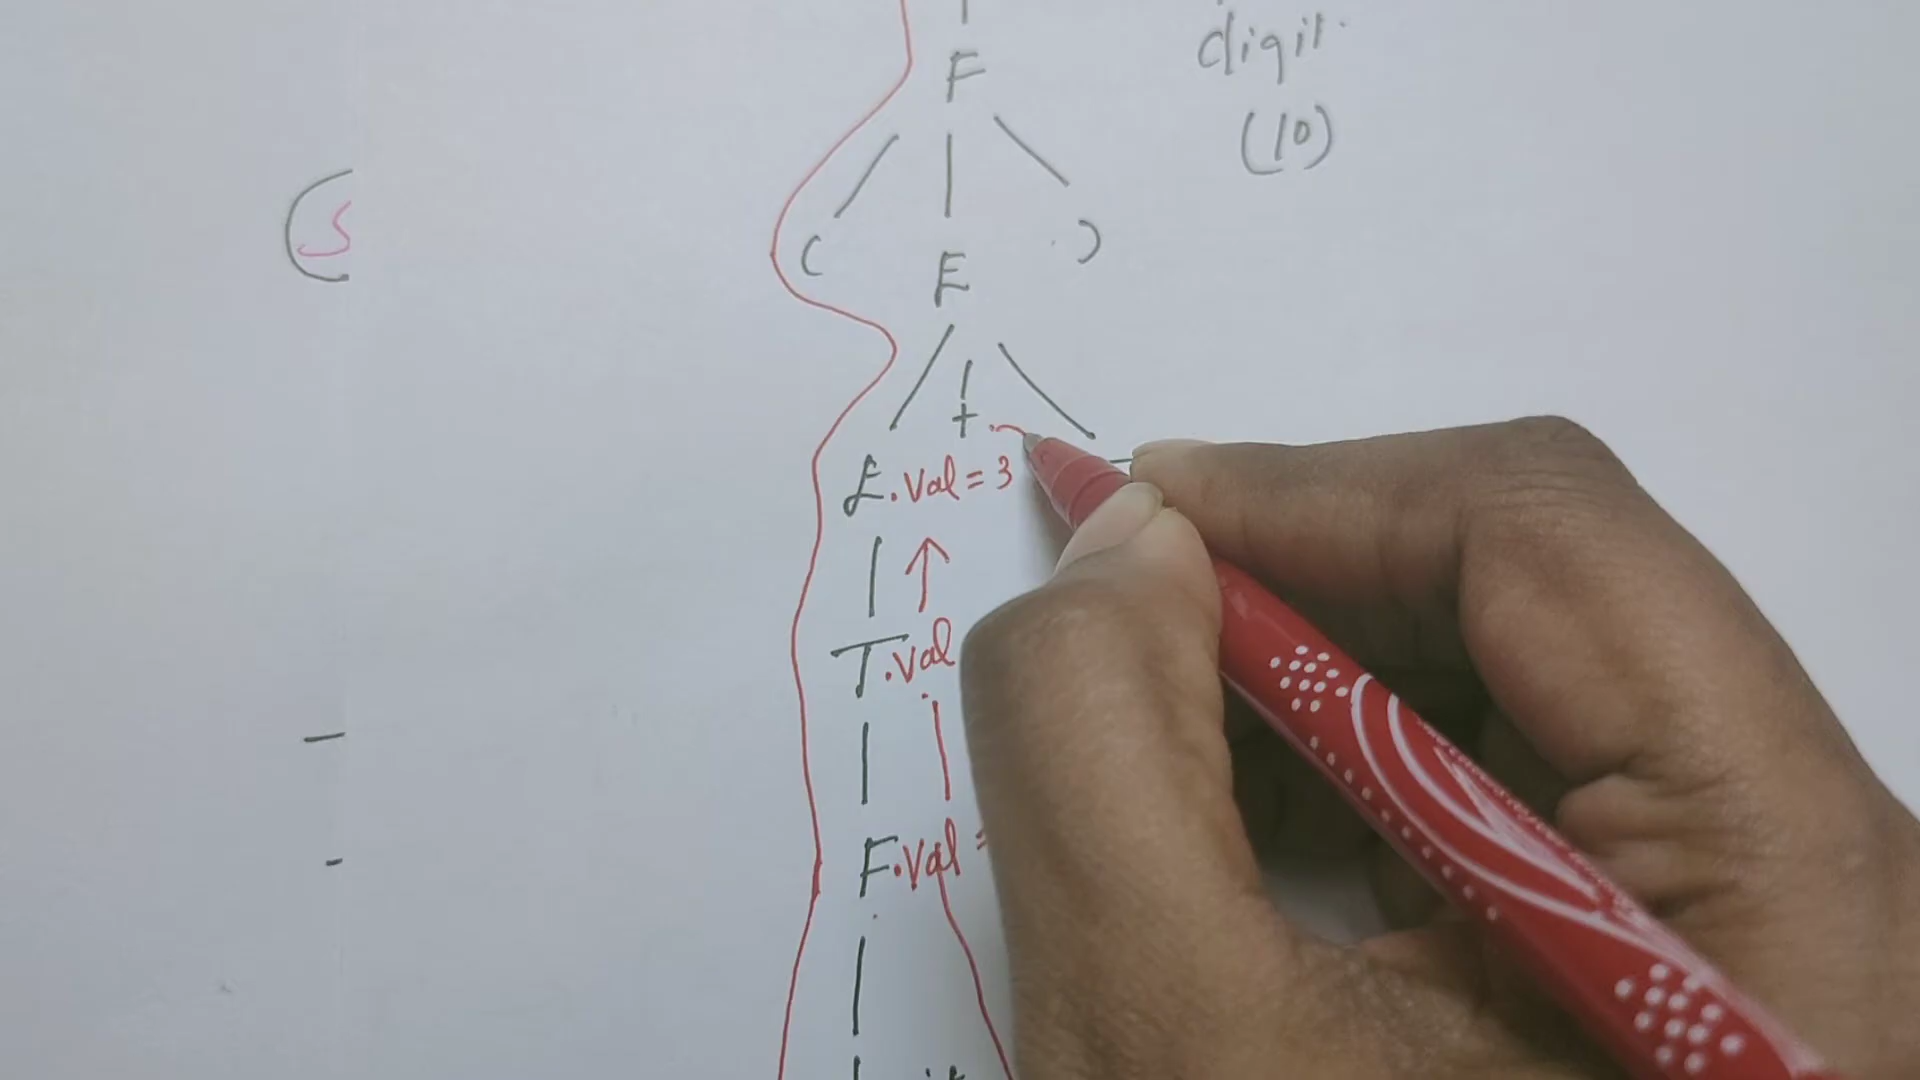 F
digit
(10)
S
( E )
+
E.val = 3
T.val
F.val =